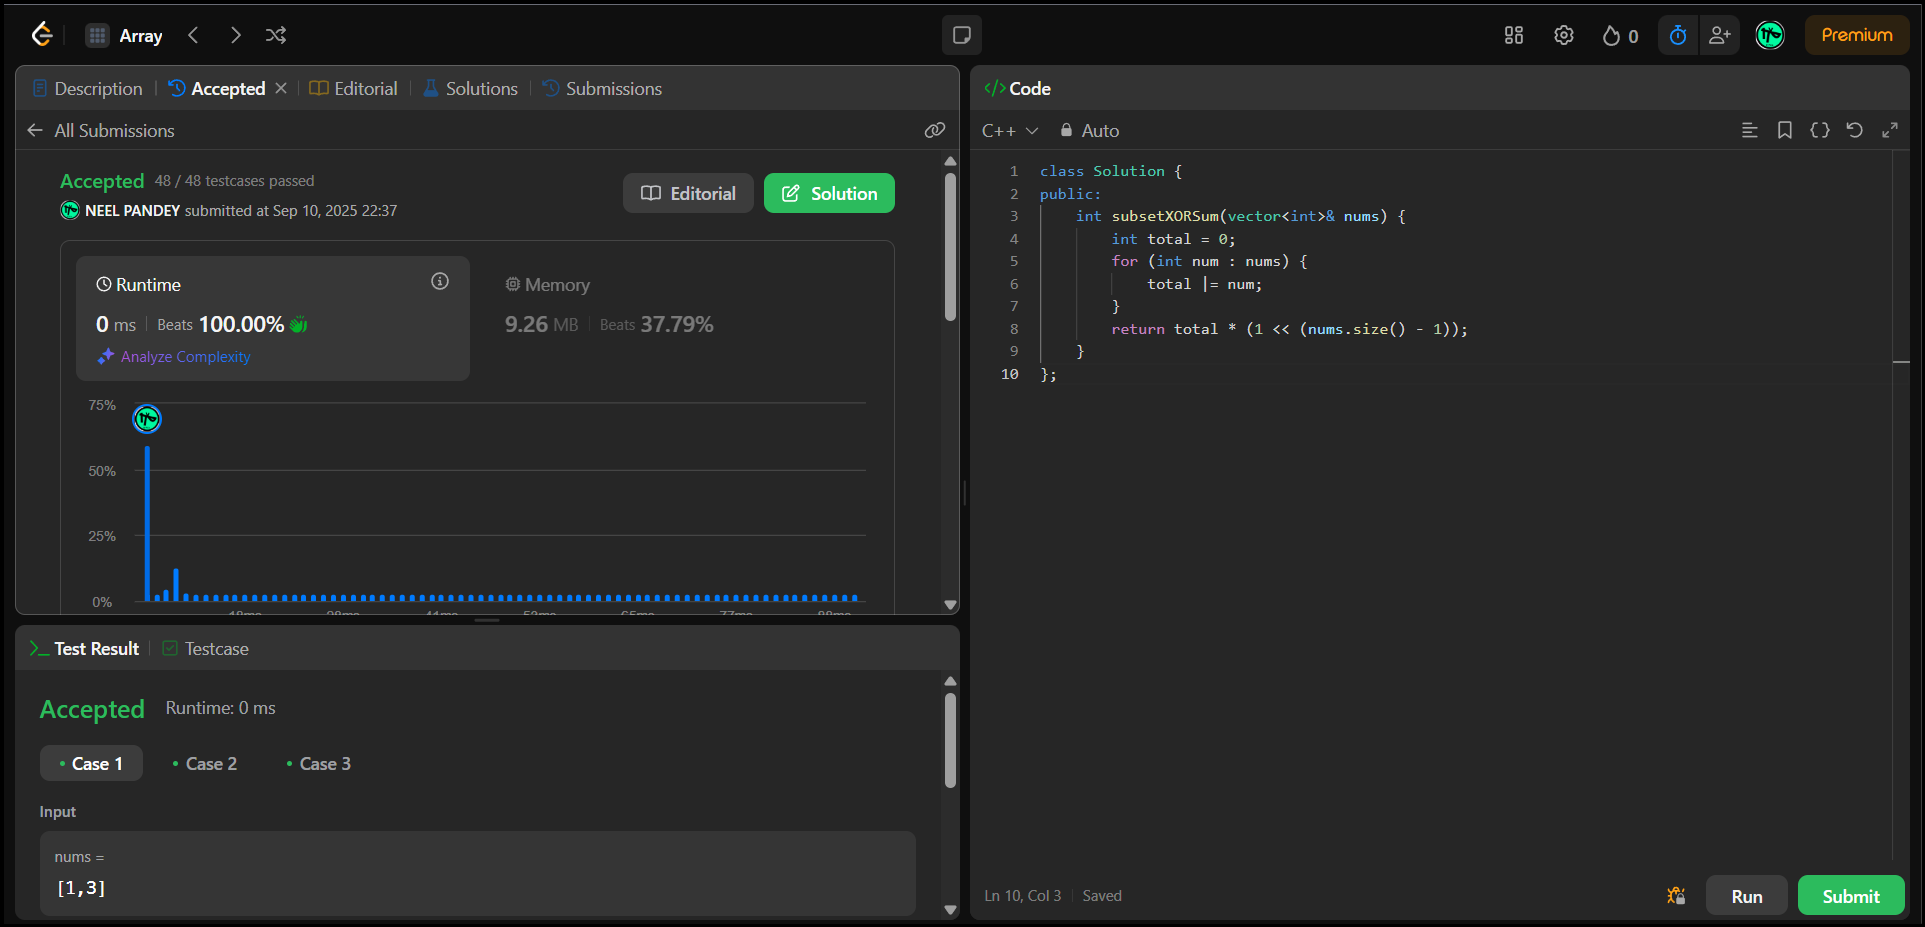 Array
0
Premium
Description
Accepted
Editorial
Solutions
Submissions
All Submissions
Accepted 48 / 48 testcases passed
NEEL PANDEY submitted at Sep 10, 2025 22:37
Editorial
Solution
Runtime
0 ms Beats 100.00%
Analyze Complexity
Memory
9.26 MB Beats 37.79%
75%
50%
25%
0%
Test Result
Testcase
Accepted Runtime: 0 ms
Case 1
Case 2
Case 3
Input
nums =
[1,3]
</> Code
C++ Auto
1 class Solution {
2 public:
3 int subsetXORSum(vector<int>& nums) {
4 int total = 0;
5 for (int num : nums) {
6 total |= num;
7 }
8 return total * (1 << (nums.size() - 1));
9 }
10 };
Ln 10, Col 3 Saved
Run
Submit